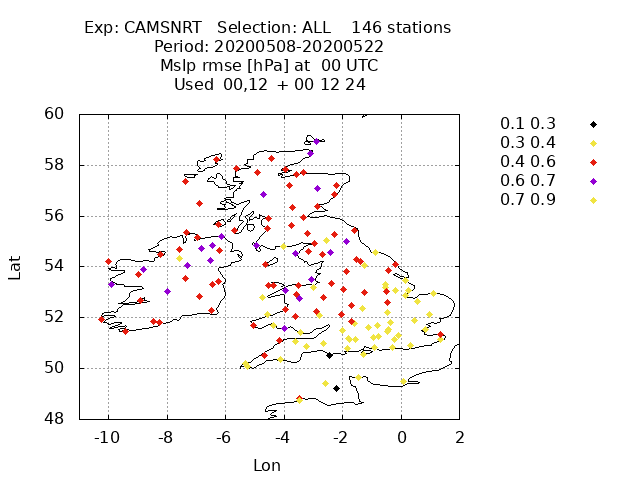 Exp: CAMSNRT Selection: ALL 146 stations
Period: 20200508-20200522
Mslp rmse [hPa] at 00 UTC
Used 00,12 + 00 12 24
60
58
56
54
52
50
48
Lat
-10 -8 -6 -4 -2 0 2
Lon
0.1 0.3
0.3 0.4
0.4 0.6
0.6 0.7
0.7 0.9